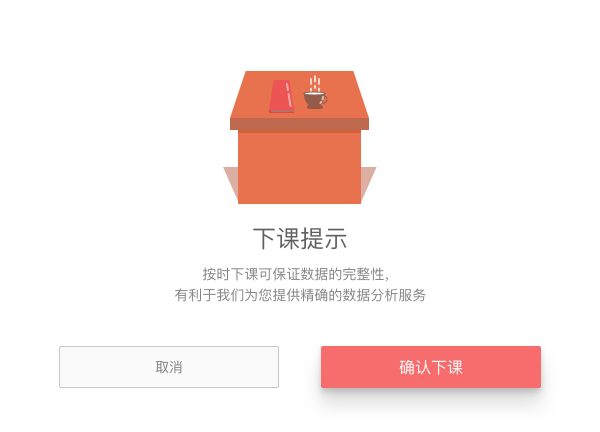 下课提示
按时下课可保证数据的完整性，
有利于我们为您提供精确的数据分析服务
取消
确认下课